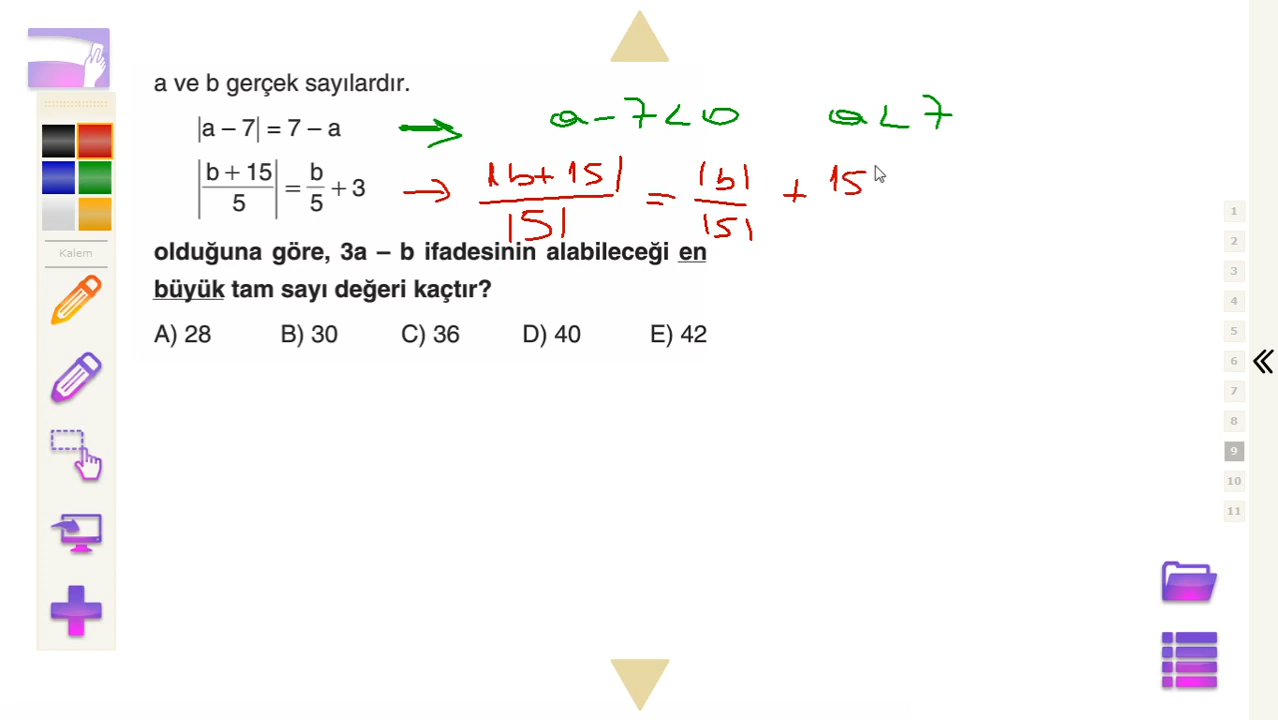 a ve b gerçek sayılardır.
|a – 7| = 7 – a
a – 7 < 0 a < 7
|b + 15 / 5| = b/5 + 3
→ |b + 15| / |5| = |b| / |5| + 15
olduğuna göre, 3a – b ifadesinin alabileceği en
büyük tam sayı değeri kaçtır?
A) 28 B) 30 C) 36 D) 40 E) 42
Kalem
1
2
3
4
5
6
7
8
9
10
11